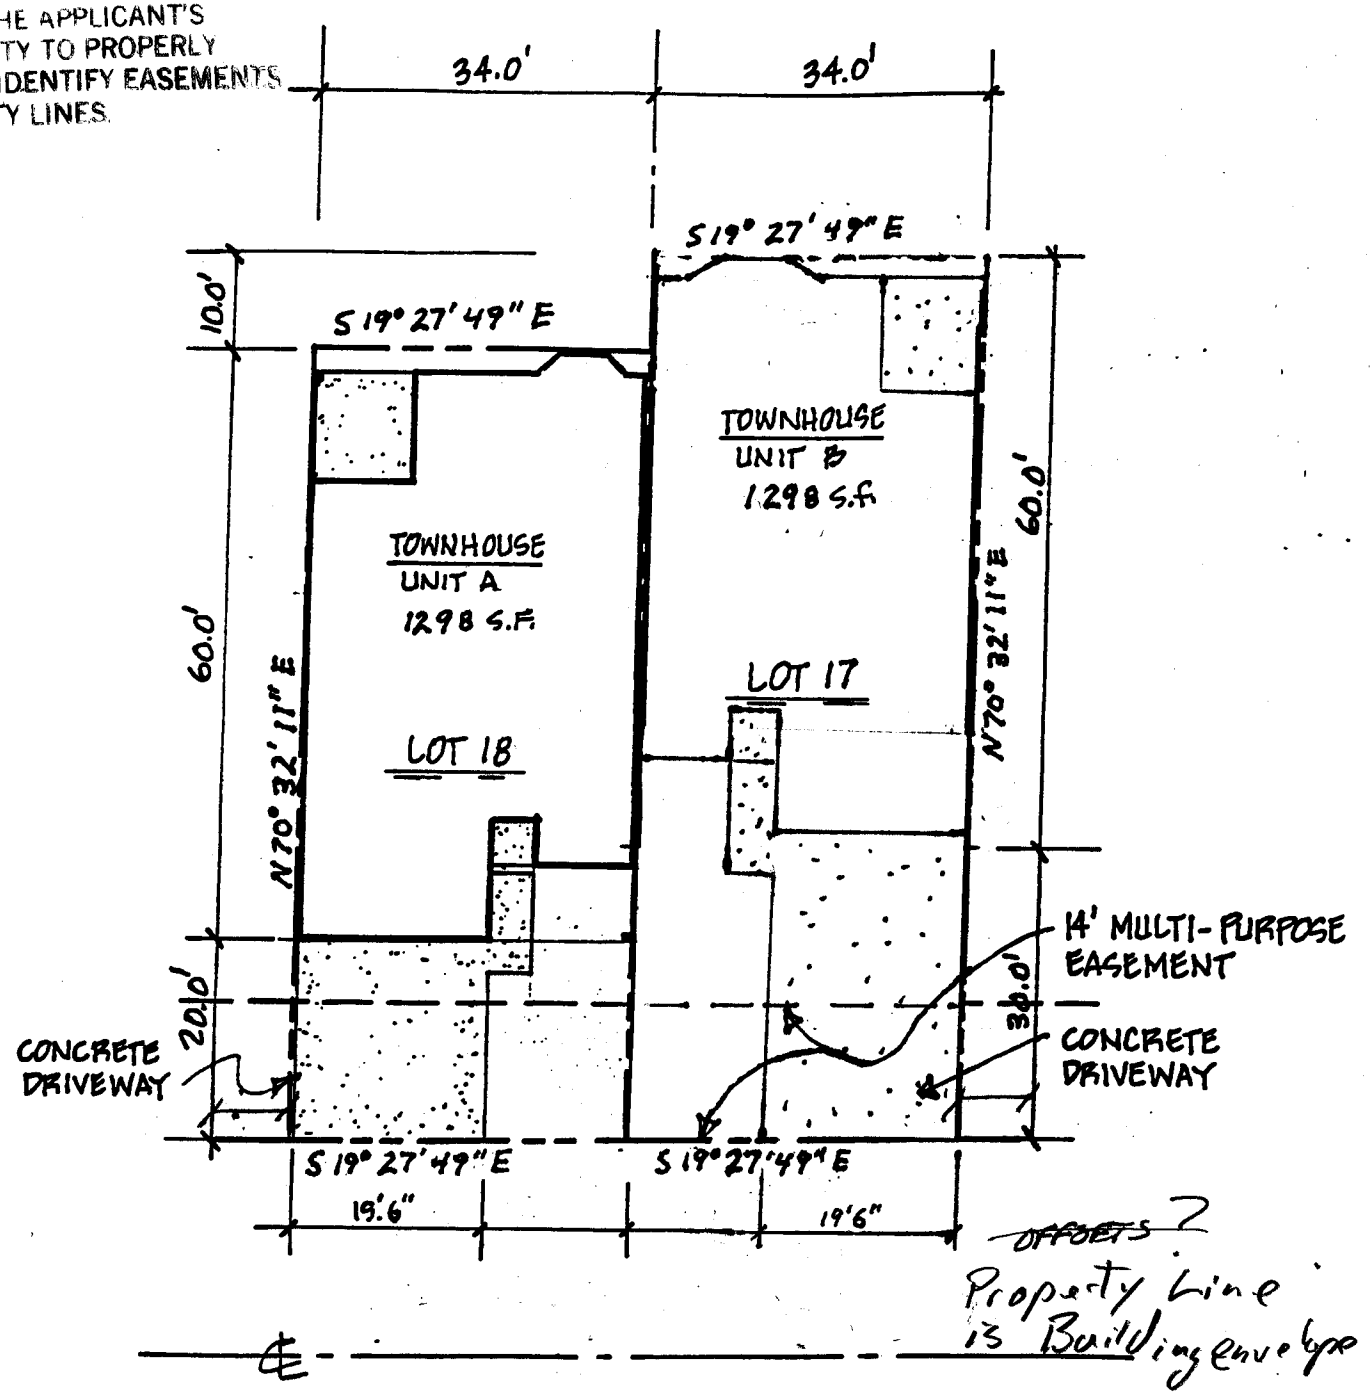 HE APPLICANT'S
TY TO PROPERLY
IDENTIFY EASEMENTS
TY LINES.
34.0'
34.0'
S 19° 27' 49" E
10.0'
S 19° 27' 49" E
TOWNHOUSE
UNIT B
1298 S.F.
60.0'
TOWNHOUSE
UNIT A
1298 S.F.
N 70° 32' 11" E
60.0'
LOT 17
N 70° 32' 11" E
LOT 18
14' MULTI-PURPOSE
EASEMENT
20.0'
30.0'
CONCRETE
DRIVEWAY
CONCRETE
DRIVEWAY
S 19° 27' 49" E
S 19° 27' 49" E
19'6"
19'6"
OFFSETS ?
Property Line
is Building envelope
CL